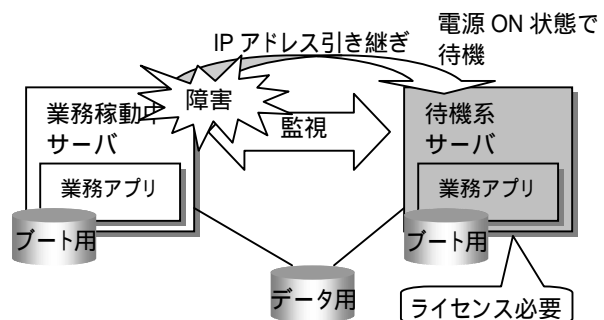 電源 ON 状態で
待機
IP アドレス引き継ぎ
障害
業務稼動中
サーバ
監視
待機系
サーバ
業務アプリ
業務アプリ
ブート用
ブート用
データ用
ライセンス必要